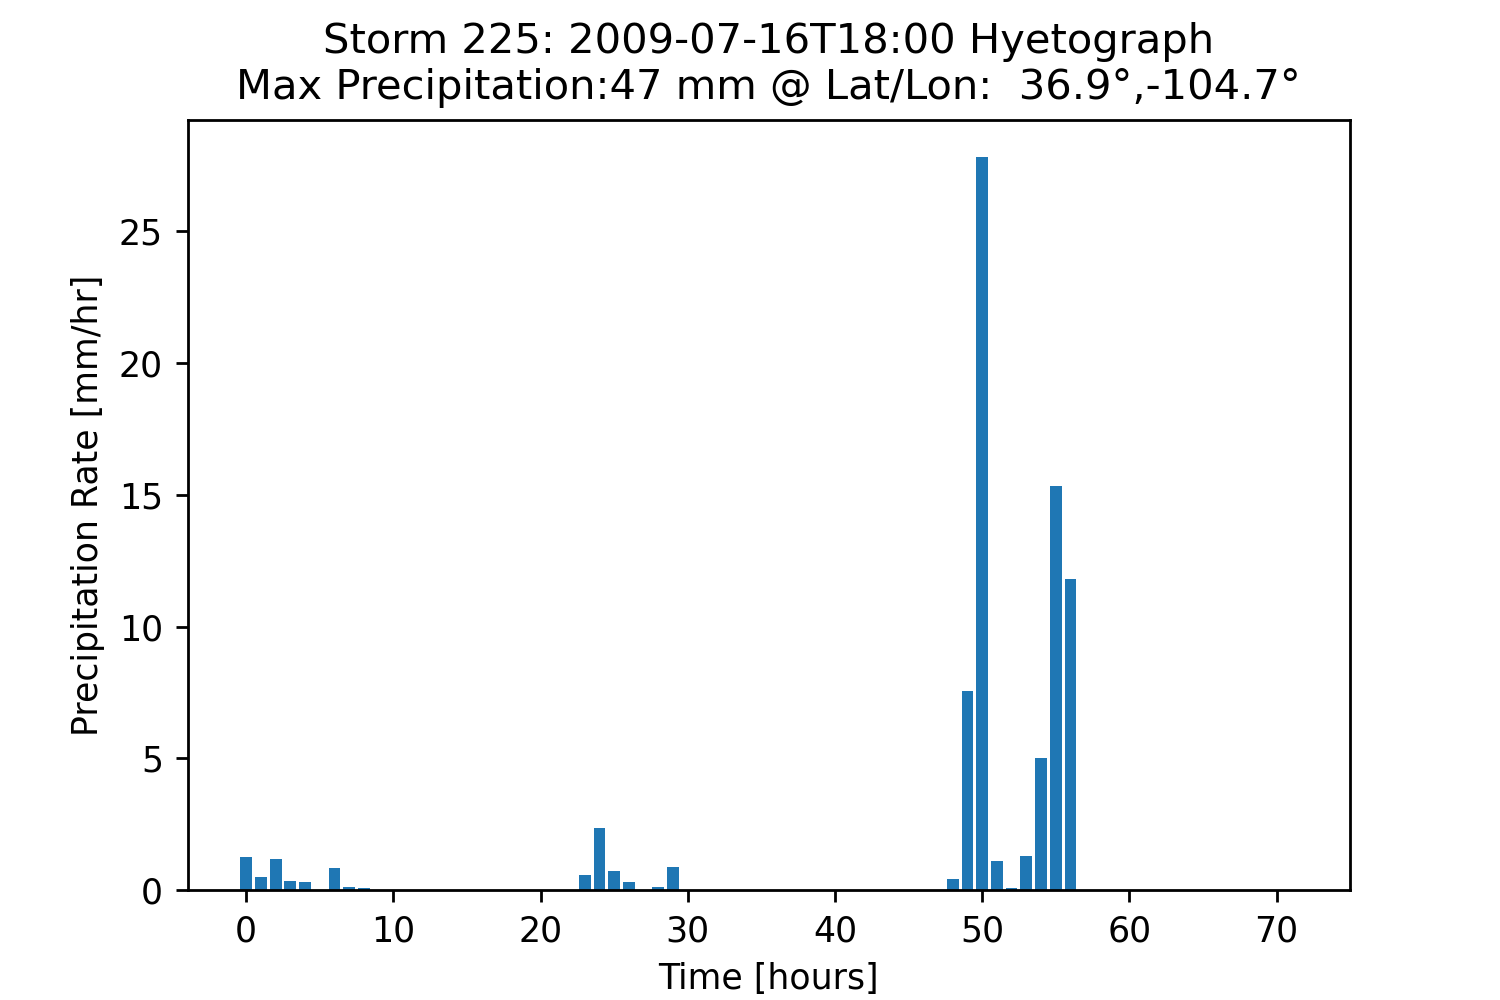 Storm 225: 2009-07-16T18:00 Hyetograph
Max Precipitation:47 mm @ Lat/Lon:  36.9°,-104.7°
Precipitation Rate [mm/hr]
25
20
15
10
5
0
0 10 20 30 40 50 60 70
Time [hours]